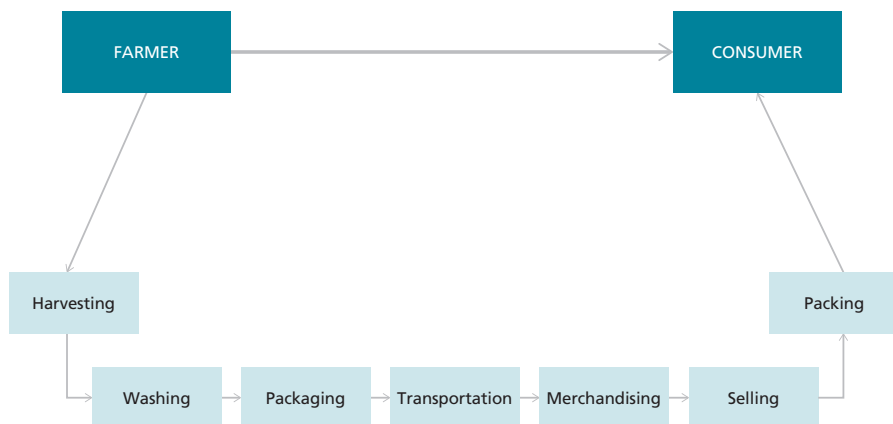 FARMER
CONSUMER
Harvesting
Packing
Washing
Packaging
Transportation
Merchandising
Selling